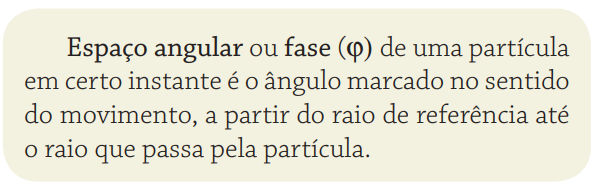 Espaço angular ou fase (φ) de uma partícula
em certo instante é o ângulo marcado no sentido
do movimento, a partir do raio de referência até
o raio que passa pela partícula.